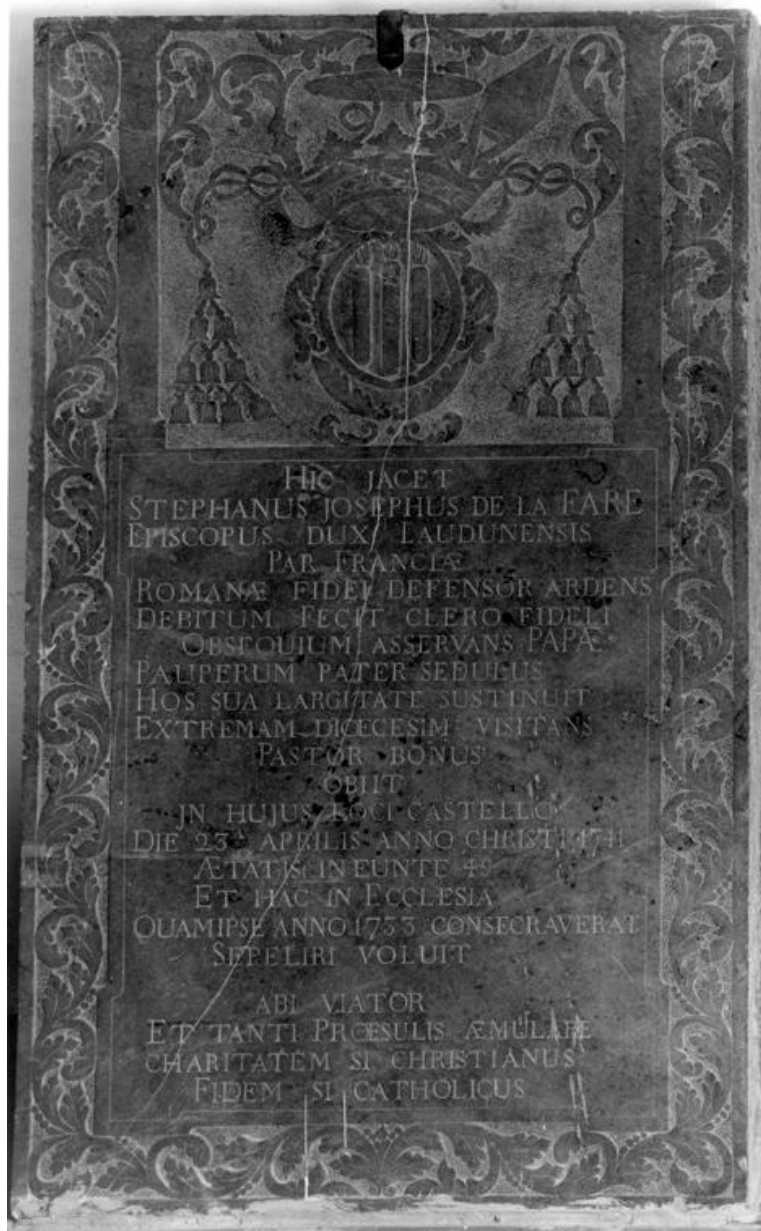 HIC JACET
STEPHANUS JOSEPHUS DE LA FARE
EPISCOPUS DUX LAUDUNENSIS
PAR FRANCIÆ
ROMANÆ FIDEI DEFENSOR ARDENS
DEBITUM FECIT CLERO FIDELI
OBSEQUIUM ASSERVANS PAPÆ
PAUPERUM PATER SEDULUS
HOS SUA LARGITATE SUSTINUIT
EXTREMAM DIŒCESIM VISITANS
PASTOR BONUS
OBIIT
JN HUJUS LOCI CASTELLO
DIE 23ᵃ APRILIS ANNO CHRISTI 1741
ÆTATIS INEUNTE 49
ET HAC IN ECCLESIA
QUAM IPSE ANNO 1733 CONSECRAVERAT
SEPELIRI VOLUIT
ABI VIATOR
ET TANTI PRŒSULIS ÆMULARE
CHARITATEM SI CHRISTIANUS
FIDEM SI CATHOLICUS